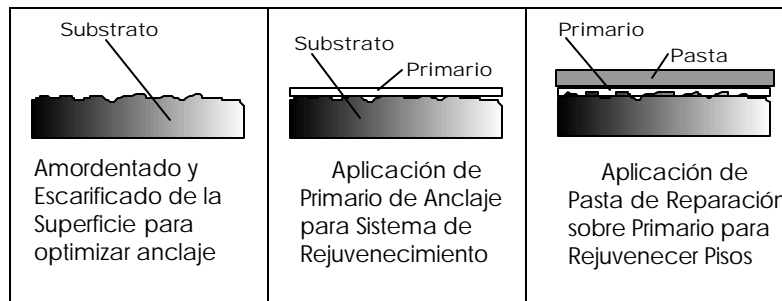 Substrato
Amordentado y
Escarificado de la
Superficie para
optimizar anclaje
Substrato
Primario
Aplicación de
Primario de Anclaje
para Sistema de
Rejuvenecimiento
Primario
Pasta
Aplicación de
Pasta de Reparación
sobre Primario para
Rejuvenecer Pisos